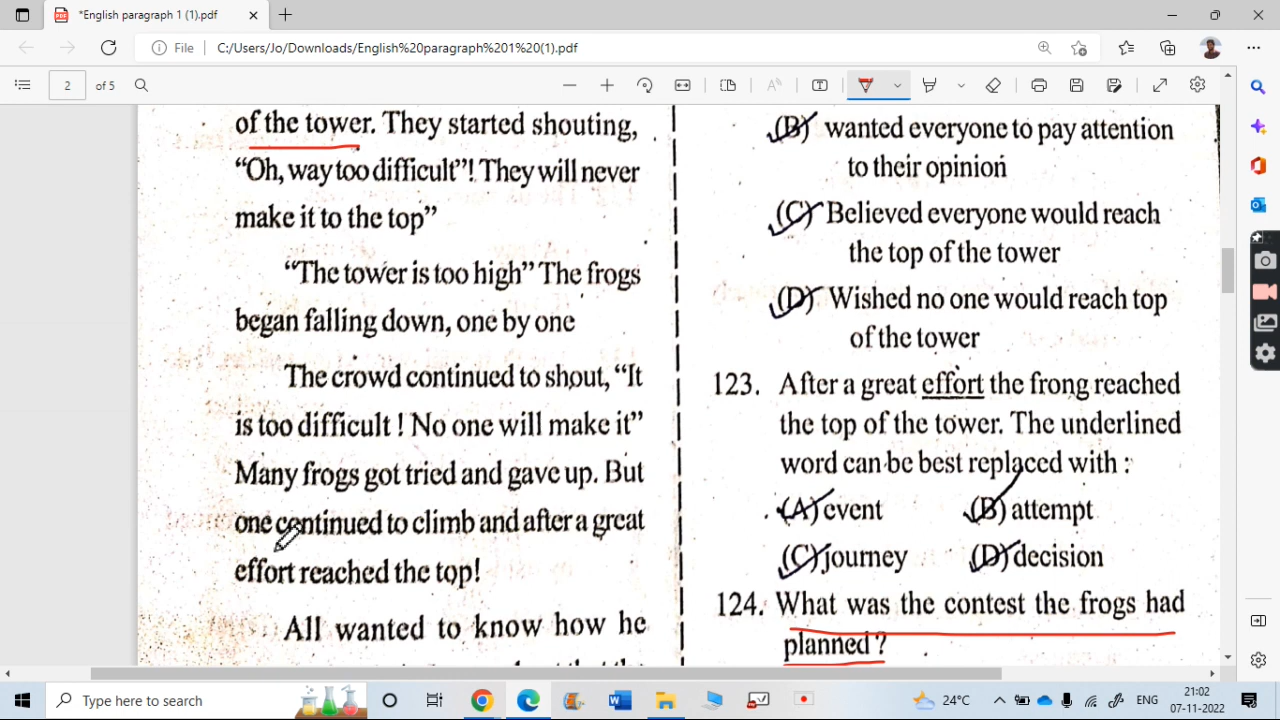 *English paragraph 1 (1).pdf
File
C:/Users/Jo/Downloads/English%20paragraph%201%20(1).pdf
2 of 5
of the tower. They started shouting,
“Oh, way too difficult”! They will never
make it to the top”
“The tower is too high” The frogs
began falling down, one by one
The crowd continued to shout, “It
is too difficult ! No one will make it”
Many frogs got tried and gave up. But
one continued to climb and after a great
effort reached the top!
All wanted to know how he
(B) wanted everyone to pay attention
to their opinion
(C) Believed everyone would reach
the top of the tower
(D) Wished no one would reach top
of the tower
123. After a great effort the frong reached
the top of the tower. The underlined
word can be best replaced with :
(A) event (B) attempt
(C) journey (D) decision
124. What was the contest the frogs had
planned ?
Type here to search
24°C
ENG
21:02
07-11-2022